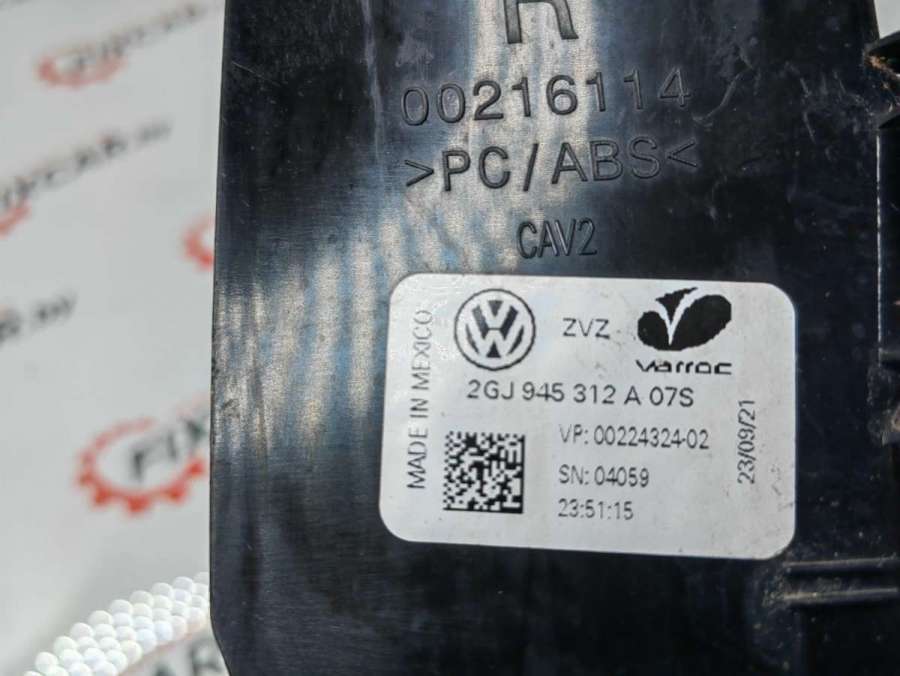 R
00216114
>PC/ABS<
CAV2
MADE IN MEXICO
ZVZ
varroc
2GJ 945 312 A 07S
VP: 00224324-02
SN: 04059
23:51:15
23/09/21
FIX